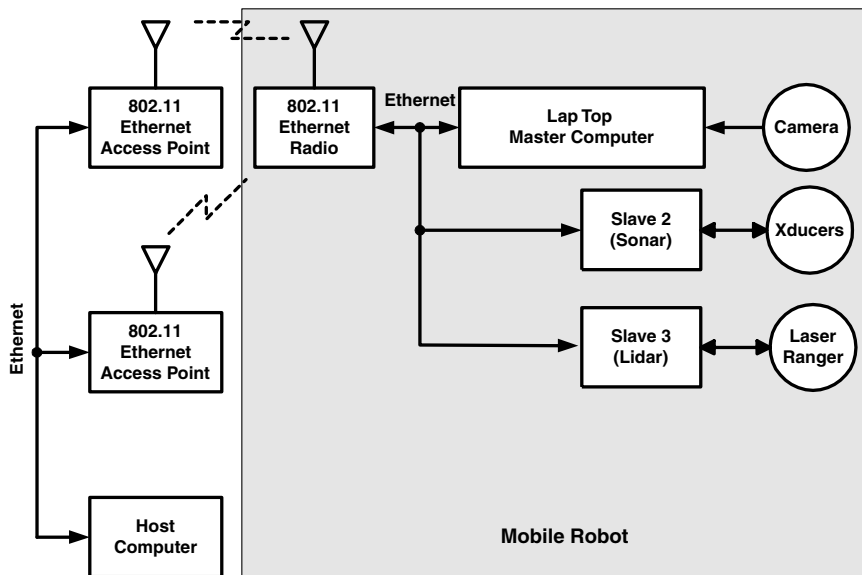 802.11
Ethernet
Access Point
802.11
Ethernet
Radio
Ethernet
Lap Top
Master Computer
Camera
Slave 2
(Sonar)
Xducers
Ethernet
802.11
Ethernet
Access Point
Slave 3
(Lidar)
Laser
Ranger
Host
Computer
Mobile Robot